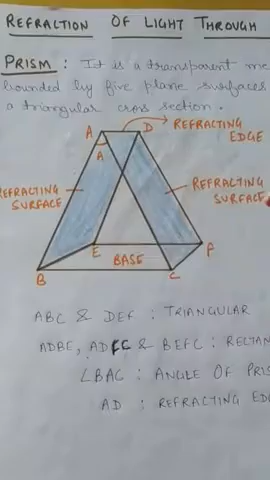 REFRACTION OF LIGHT THROUGH
PRISM : It is a transparent me
bounded by five plane surfaces
a triangular cross section.
A D → REFRACTING
EDGE
A
REFRACTING
SURFACE
REFRACTING
SURFACE
E F
BASE
B C
ABC & DEF : TRIANGULAR
ADBE, ADFC & BEFC : RECTAN
∠BAC : ANGLE OF PRIS
AD : REFRACTING ED